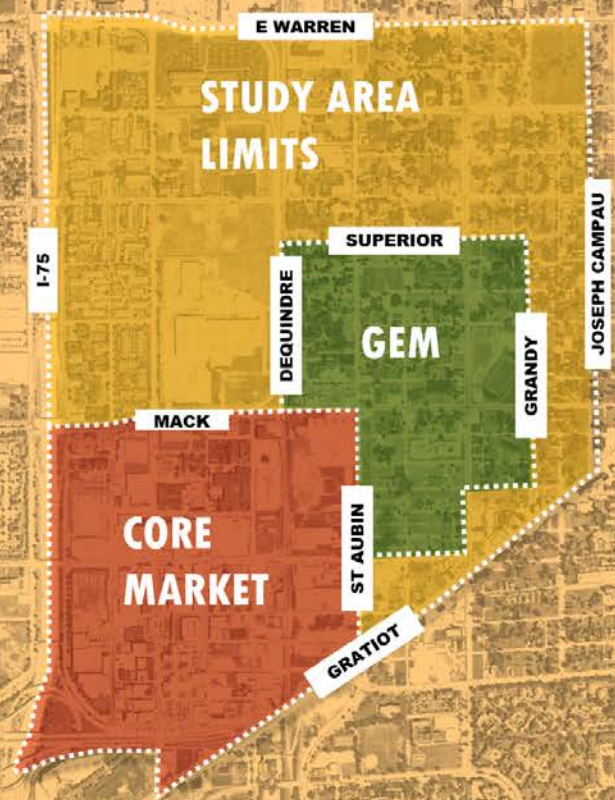 E WARREN
STUDY AREA
LIMITS
SUPERIOR
I-75
DEQUINDRE
JOSEPH CAMPAU
GEM
GRANDY
MACK
CORE
MARKET
ST AUBIN
GRATIOT